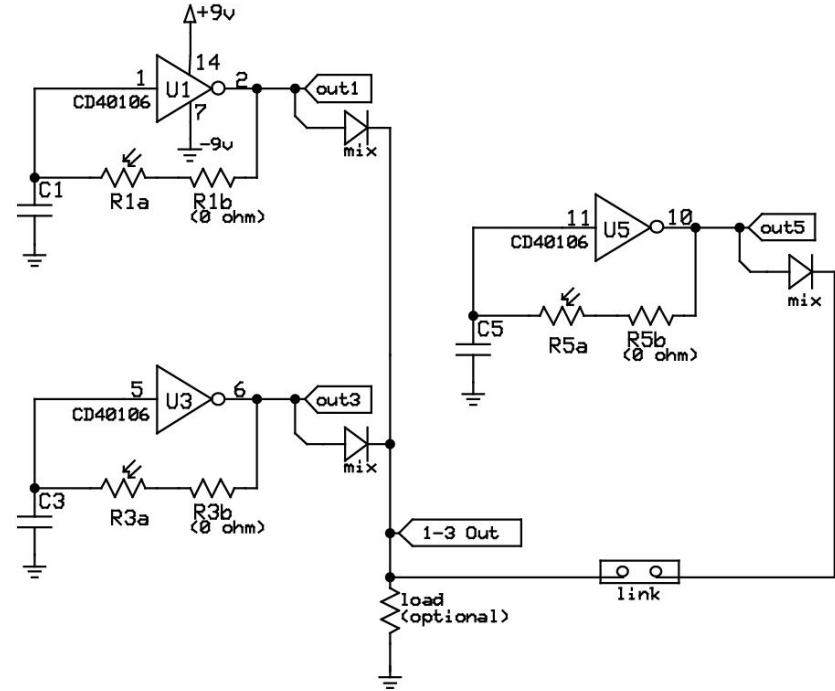 +9v
14
1
U1
2
out1
CD40106
7
-9v
mix
C1
R1a
R1b
(0 ohm)
11
U5
10
out5
CD40106
mix
C5
R5a
R5b
(0 ohm)
5
U3
6
out3
CD40106
mix
C3
R3a
R3b
(0 ohm)
1-3 Out
link
load
(optional)